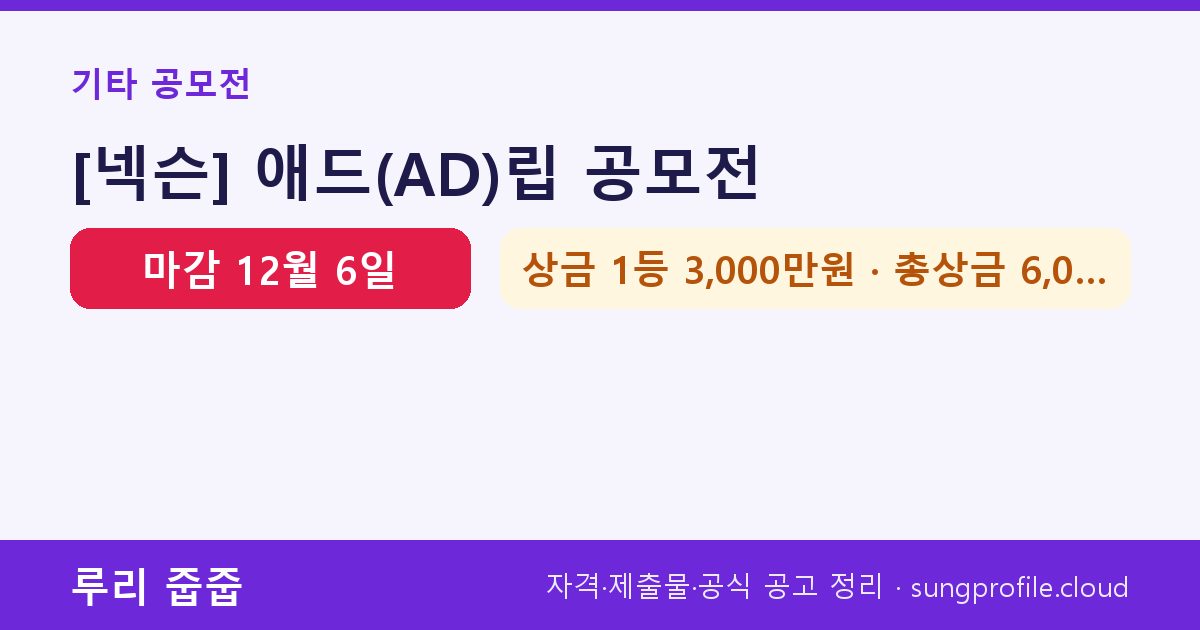 기타 공모전
[넥슨] 애드(AD)립 공모전
마감 12월 6일
상금 1등 3,000만원 · 총상금 6,0...
루리 줍줍
자격·제출물·공식 공고 정리 · sungprofile.cloud